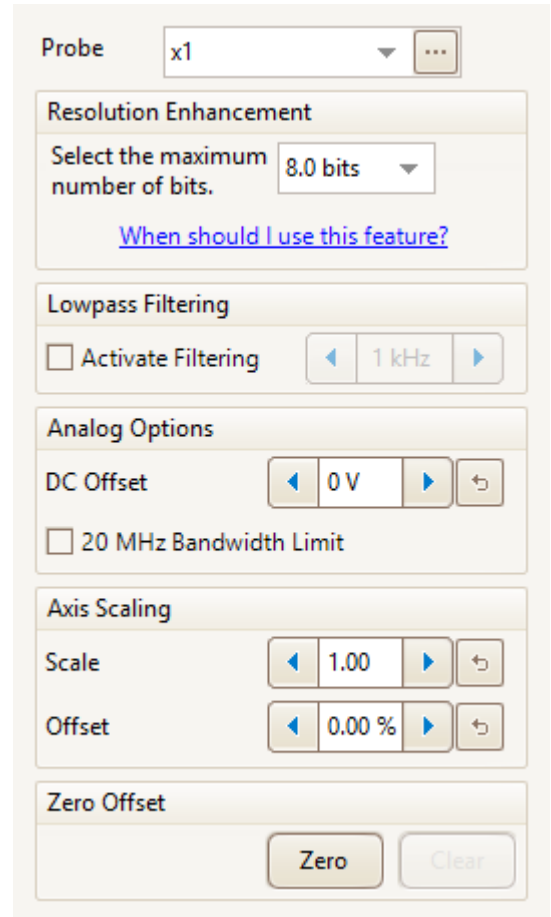 Probe x1 ...
Resolution Enhancement
Select the maximum
number of bits. 8.0 bits
When should I use this feature?
Lowpass Filtering
Activate Filtering 1 kHz
Analog Options
DC Offset 0 V
20 MHz Bandwidth Limit
Axis Scaling
Scale 1.00
Offset 0.00 %
Zero Offset
Zero Clear